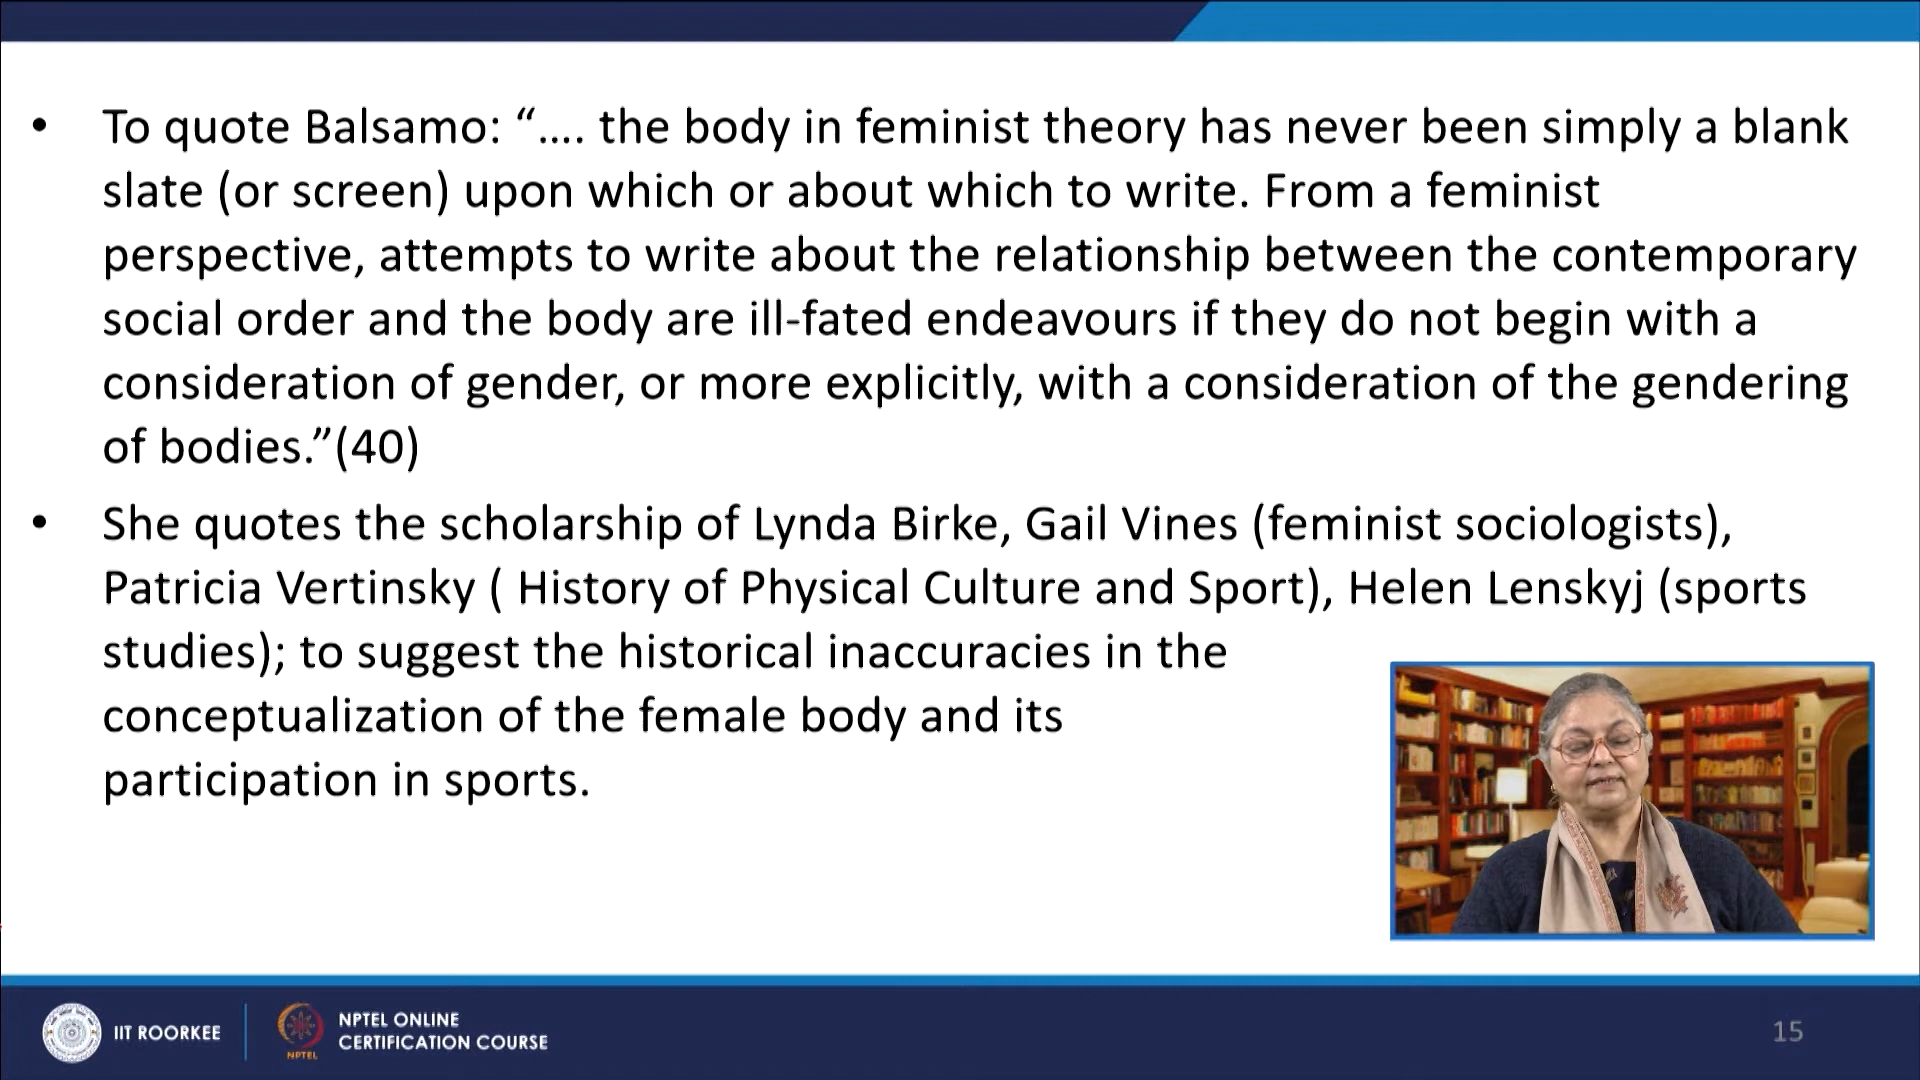 • To quote Balsamo: “.... the body in feminist theory has never been simply a blank
slate (or screen) upon which or about which to write. From a feminist
perspective, attempts to write about the relationship between the contemporary
social order and the body are ill-fated endeavours if they do not begin with a
consideration of gender, or more explicitly, with a consideration of the gendering
of bodies.”(40)
• She quotes the scholarship of Lynda Birke, Gail Vines (feminist sociologists),
Patricia Vertinsky ( History of Physical Culture and Sport), Helen Lenskyj (sports
studies); to suggest the historical inaccuracies in the
conceptualization of the female body and its
participation in sports.
IIT ROORKEE
NPTEL
NPTEL ONLINE
CERTIFICATION COURSE
15